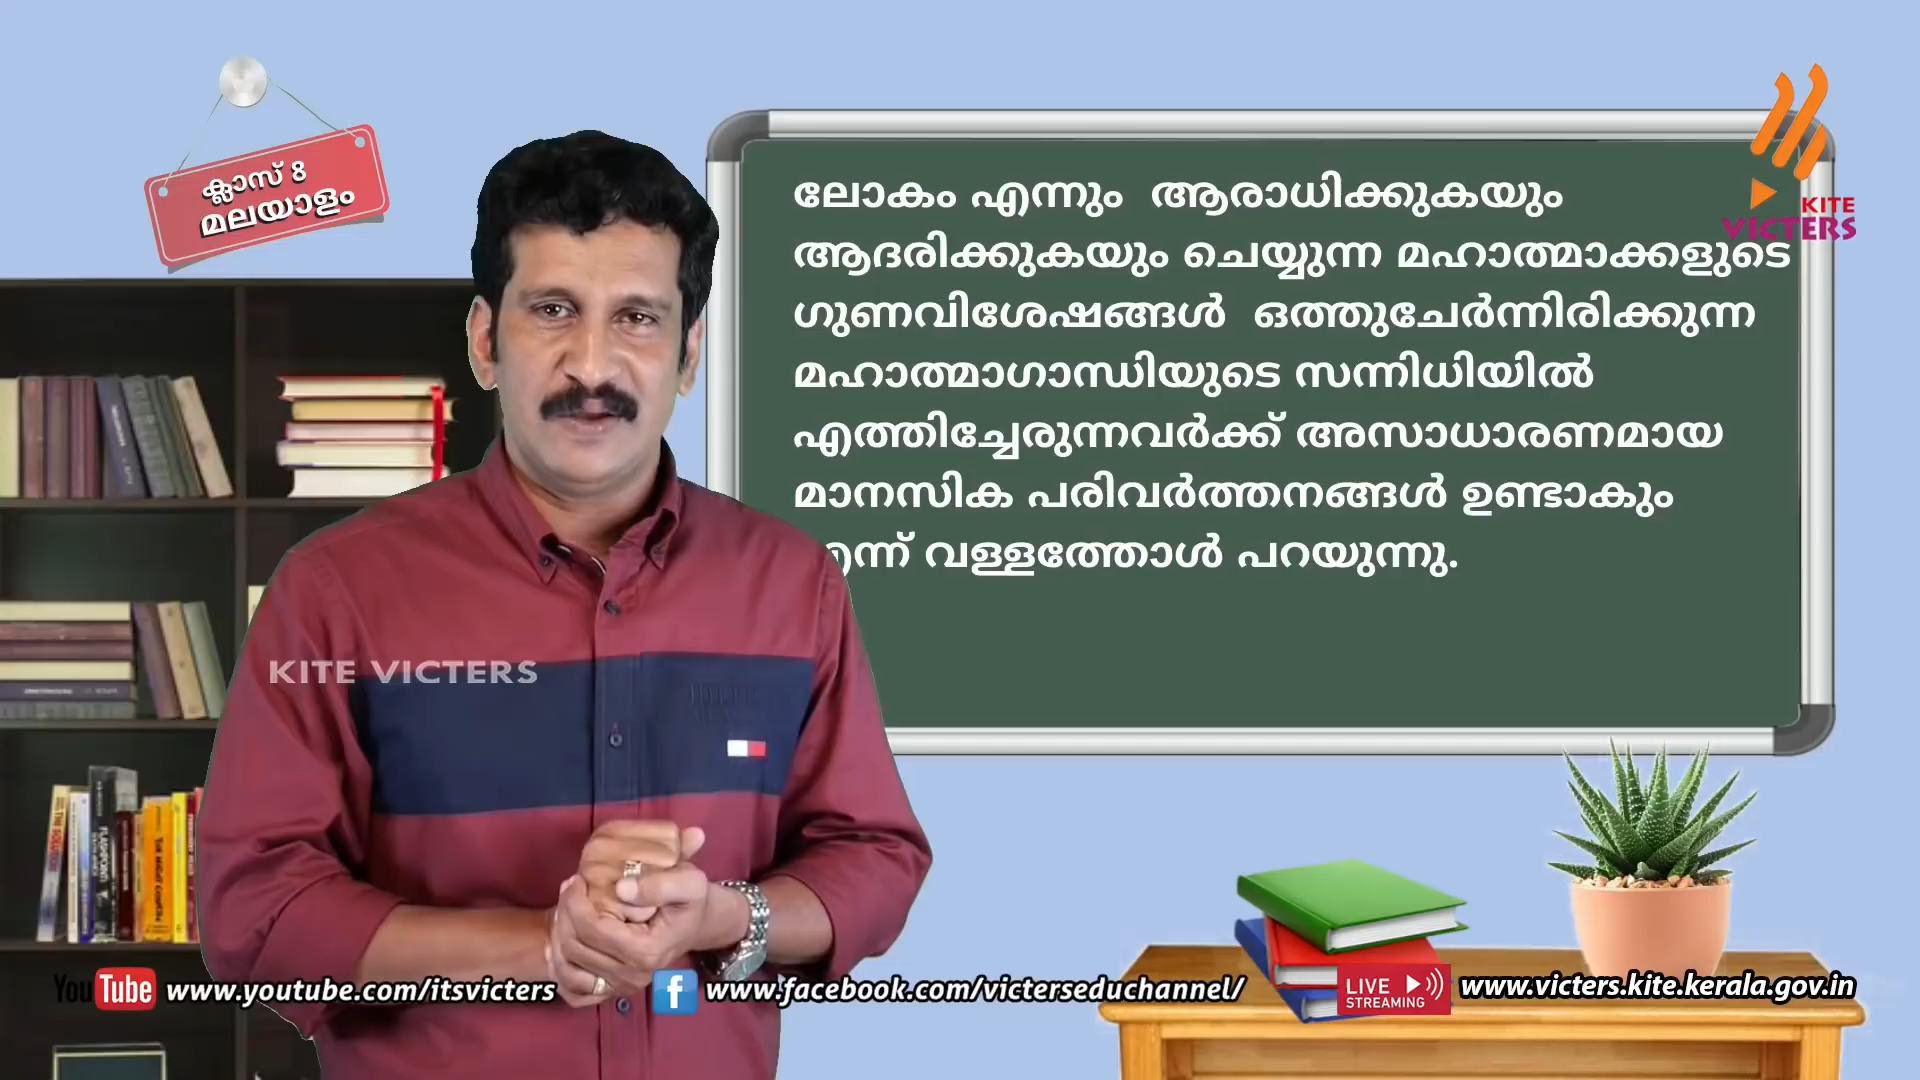 ക്ലാസ് 8
മലയാളം
ലോകം എന്നും ആരാധിക്കുകയും
ആദരിക്കുകയും ചെയ്യുന്ന മഹാത്മാക്കളുടെ
ഗുണവിശേഷങ്ങൾ ഒത്തുചേർന്നിരിക്കുന്ന
മഹാത്മാഗാന്ധിയുടെ സന്നിധിയിൽ
എത്തിച്ചേരുന്നവർക്ക് അസാധാരണമായ
മാനസിക പരിവർത്തനങ്ങൾ ഉണ്ടാകും
എന്ന് വള്ളത്തോൾ പറയുന്നു.
KITE
VICTERS
KITE VICTERS
YouTube www.youtube.com/itsvicters
f www.facebook.com/victerseduchannel/
LIVE
STREAMING
www.victers.kite.kerala.gov.in